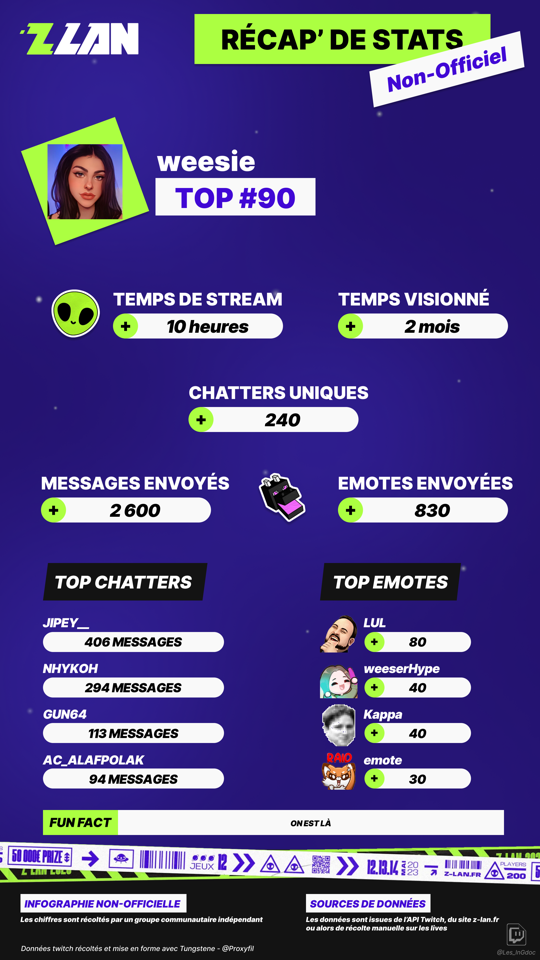 Z LAN
RÉCAP' DE STATS
Non-Officiel
weesie
TOP #90
TEMPS DE STREAM
TEMPS VISIONNÉ
+ 10 heures
+ 2 mois
CHATTERS UNIQUES
+ 240
MESSAGES ENVOYÉS
EMOTES ENVOYÉES
+ 2 600
+ 830
TOP CHATTERS
TOP EMOTES
JIPEY__
406 MESSAGES
NHYKOH
294 MESSAGES
GUN64
113 MESSAGES
AC_ALAFPOLAK
94 MESSAGES
LUL
+ 80
weeserHype
+ 40
Kappa
+ 40
RAID
emote
+ 30
FUN FACT
ON EST LÀ
50 000€ PRIZE
JEUX 12
12.13.14 MAI 2023
Z-LAN.FR
PLAYERS 200
Z LAN 2023
INFOGRAPHIE NON-OFFICIELLE
Les chiffres sont récoltés par un groupe communautaire indépendant
SOURCES DE DONNÉES
Les données sont issues de l'API Twitch, du site z-lan.fr
ou alors de récolte manuelle sur les lives
Données twitch récoltés et mise en forme avec Tungstene - @Proxyfil
@Les_InGdoc